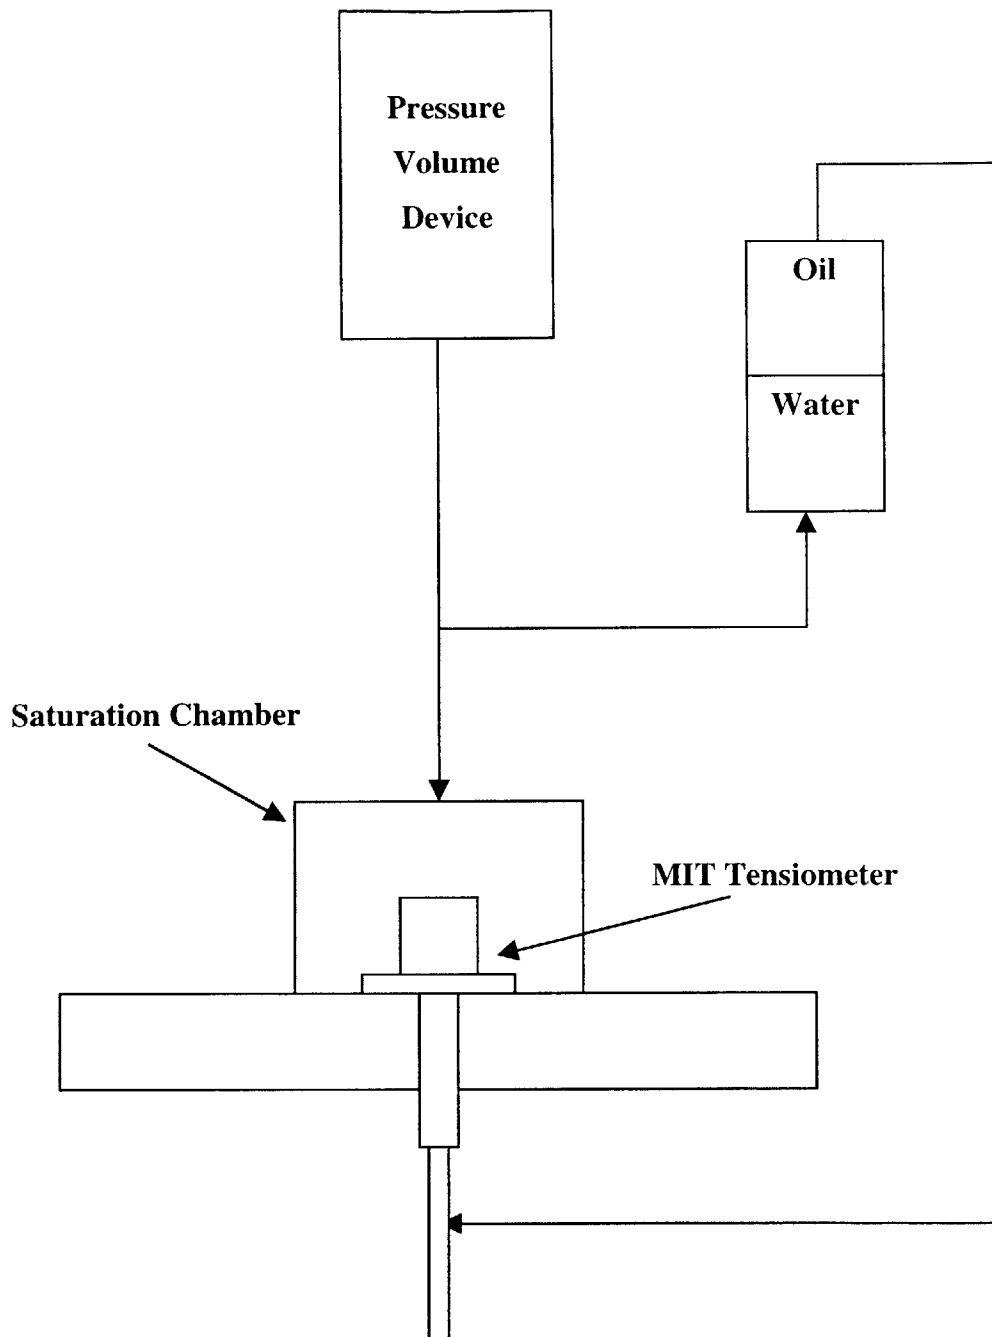 Pressure
Volume
Device
Oil
Water
Saturation Chamber
MIT Tensiometer